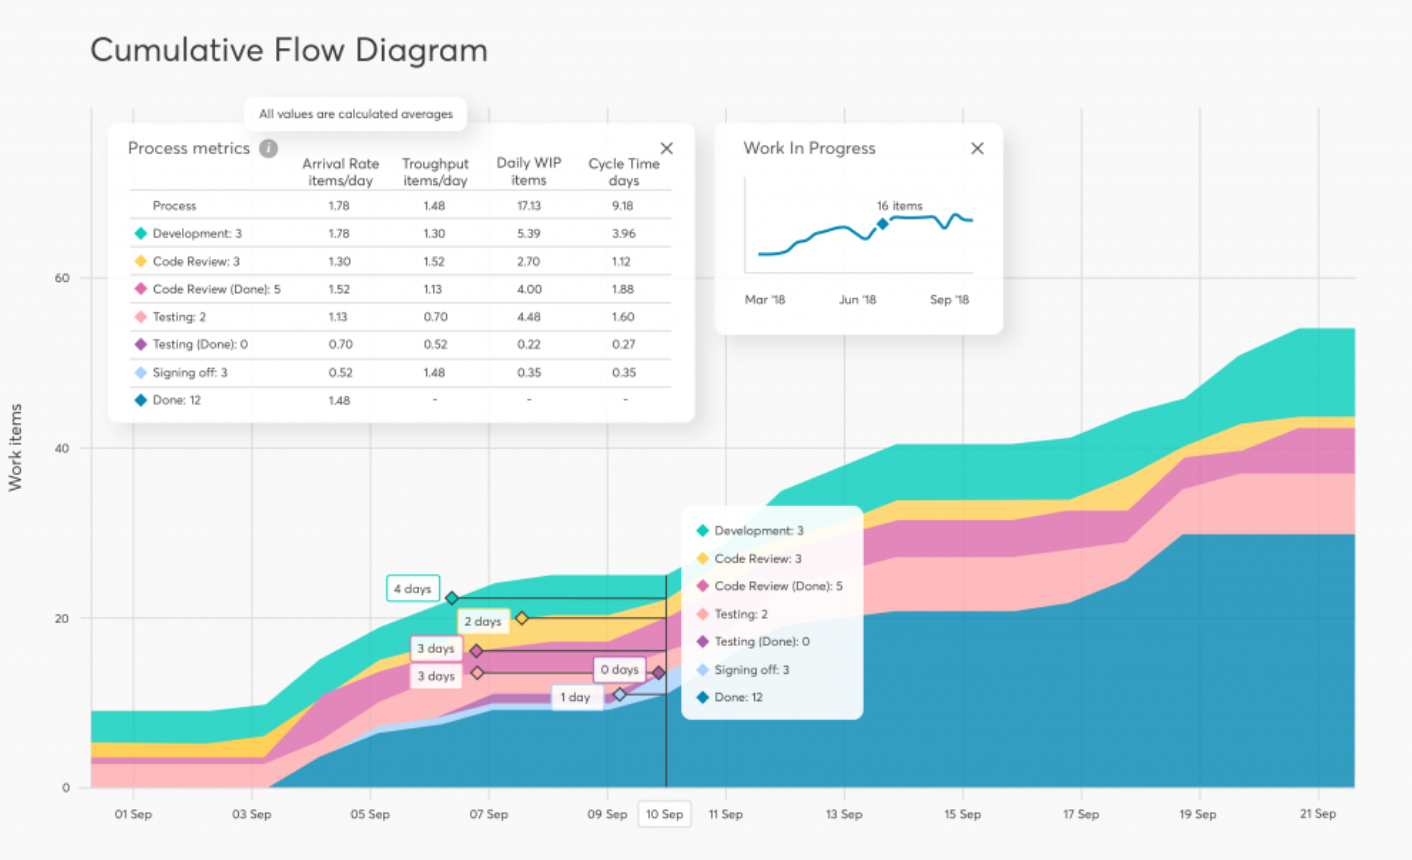 Cumulative Flow Diagram
All values are calculated averages
Process metrics i
Arrival Rate items/day Troughput items/day Daily WIP items Cycle Time days
Process 1.78 1.48 17.13 9.18
Development: 3 1.78 1.30 5.39 3.96
Code Review: 3 1.30 1.52 2.70 1.12
Code Review (Done): 5 1.52 1.13 4.00 1.88
Testing: 2 1.13 0.70 4.48 1.60
Testing (Done): 0 0.70 0.52 0.22 0.27
Signing off: 3 0.52 1.48 0.35 0.35
Done: 12 1.48 - - -
Work In Progress
16 items
Mar '18 Jun '18 Sep '18
Work items
60
40
20
0
4 days
2 days
3 days
3 days
0 days
1 day
Development: 3
Code Review: 3
Code Review (Done): 5
Testing: 2
Testing (Done): 0
Signing off: 3
Done: 12
01 Sep 03 Sep 05 Sep 07 Sep 09 Sep 10 Sep 11 Sep 13 Sep 15 Sep 17 Sep 19 Sep 21 Sep